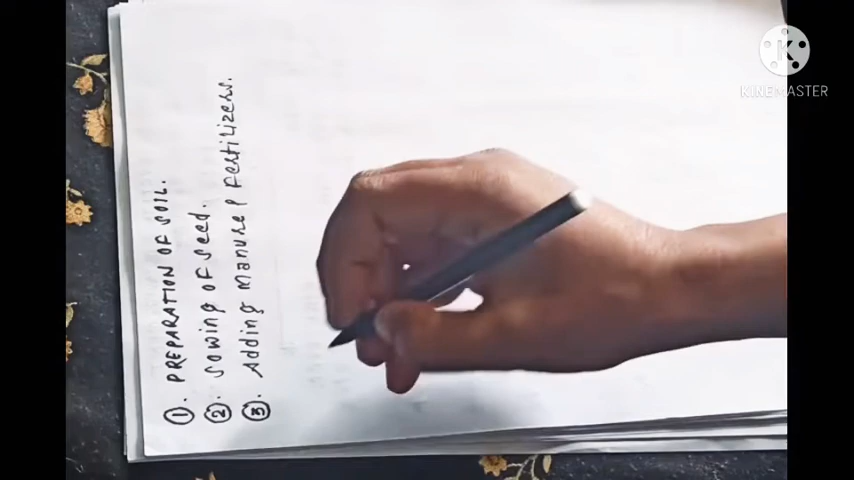 ① . PREPARATION OF SOIL.
② . Sowing of seed.
③ Adding manure & Fertilizers.
K
KINEMASTER